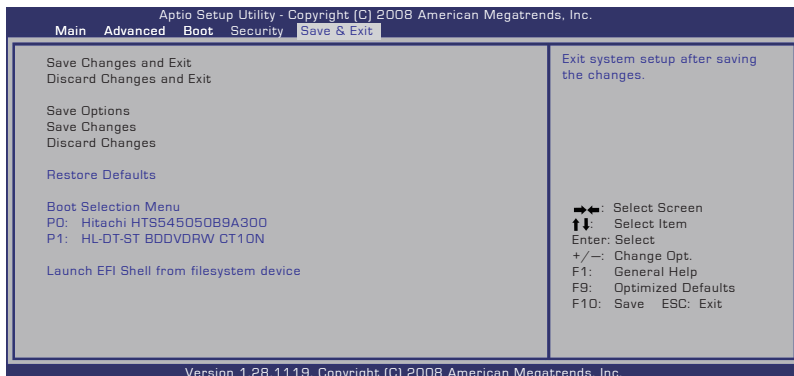 Aptio Setup Utility - Copyright (C) 2008 American Megatrends, Inc.
Main Advanced Boot Security Save & Exit
Save Changes and Exit
Discard Changes and Exit
Save Options
Save Changes
Discard Changes
Restore Defaults
Boot Selection Menu
P0: Hitachi HTS545050B9A300
P1: HL-DT-ST BDDVDRW CT10N
Launch EFI Shell from filesystem device
Exit system setup after saving
the changes.
→←: Select Screen
↑↓: Select Item
Enter: Select
+/—: Change Opt.
F1: General Help
F9: Optimized Defaults
F10: Save ESC: Exit
Version 1.28.1119. Copyright (C) 2008 American Megatrends, Inc.